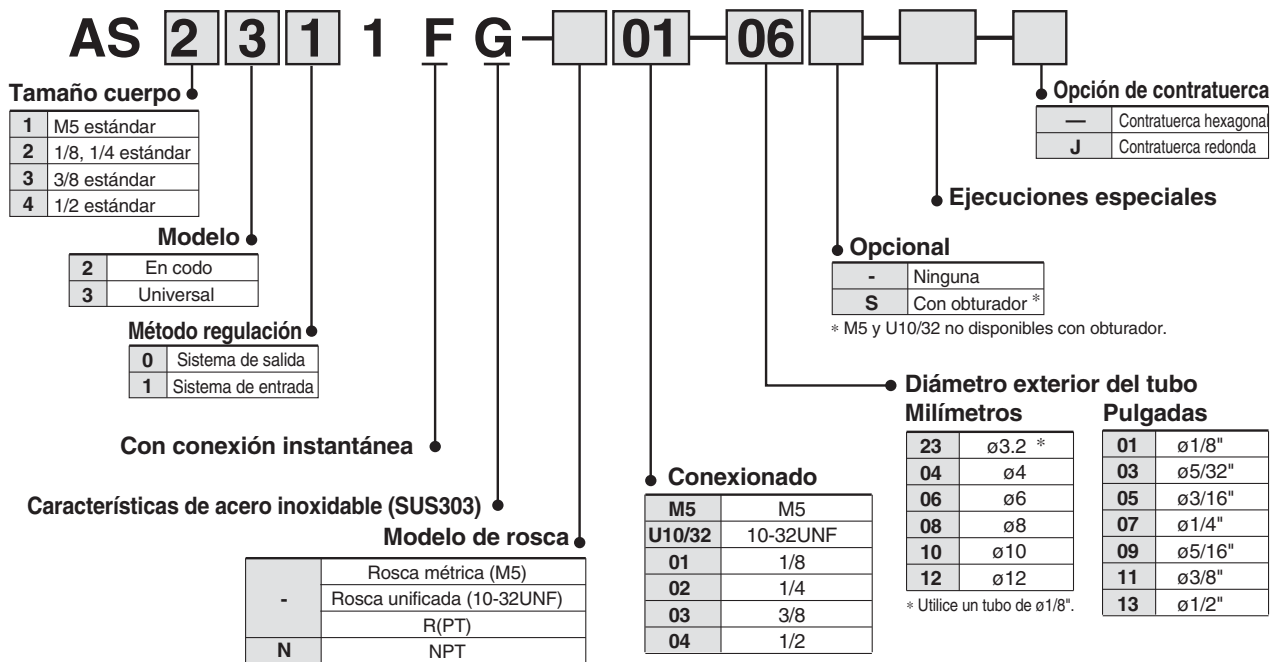 AS 2 3 1 1 F G — 01 — 06 — —
Tamaño cuerpo
1 M5 estándar
2 1/8, 1/4 estándar
3 3/8 estándar
4 1/2 estándar
Modelo
2 En codo
3 Universal
Método regulación
0 Sistema de salida
1 Sistema de entrada
Con conexión instantánea
Características de acero inoxidable (SUS303)
Modelo de rosca
- Rosca métrica (M5)
Rosca unificada (10-32UNF)
R(PT)
N NPT
Conexionado
M5 M5
U10/32 10-32UNF
01 1/8
02 1/4
03 3/8
04 1/2
Diámetro exterior del tubo
Milímetros
23 ø3.2 *
04 ø4
06 ø6
08 ø8
10 ø10
12 ø12
* Utilice un tubo de ø1/8".
Pulgadas
01 ø1/8"
03 ø5/32"
05 ø3/16"
07 ø1/4"
09 ø5/16"
11 ø3/8"
13 ø1/2"
Opcional
- Ninguna
S Con obturador *
* M5 y U10/32 no disponibles con obturador.
Ejecuciones especiales
Opción de contratuerca
— Contratuerca hexagonal
J Contratuerca redonda